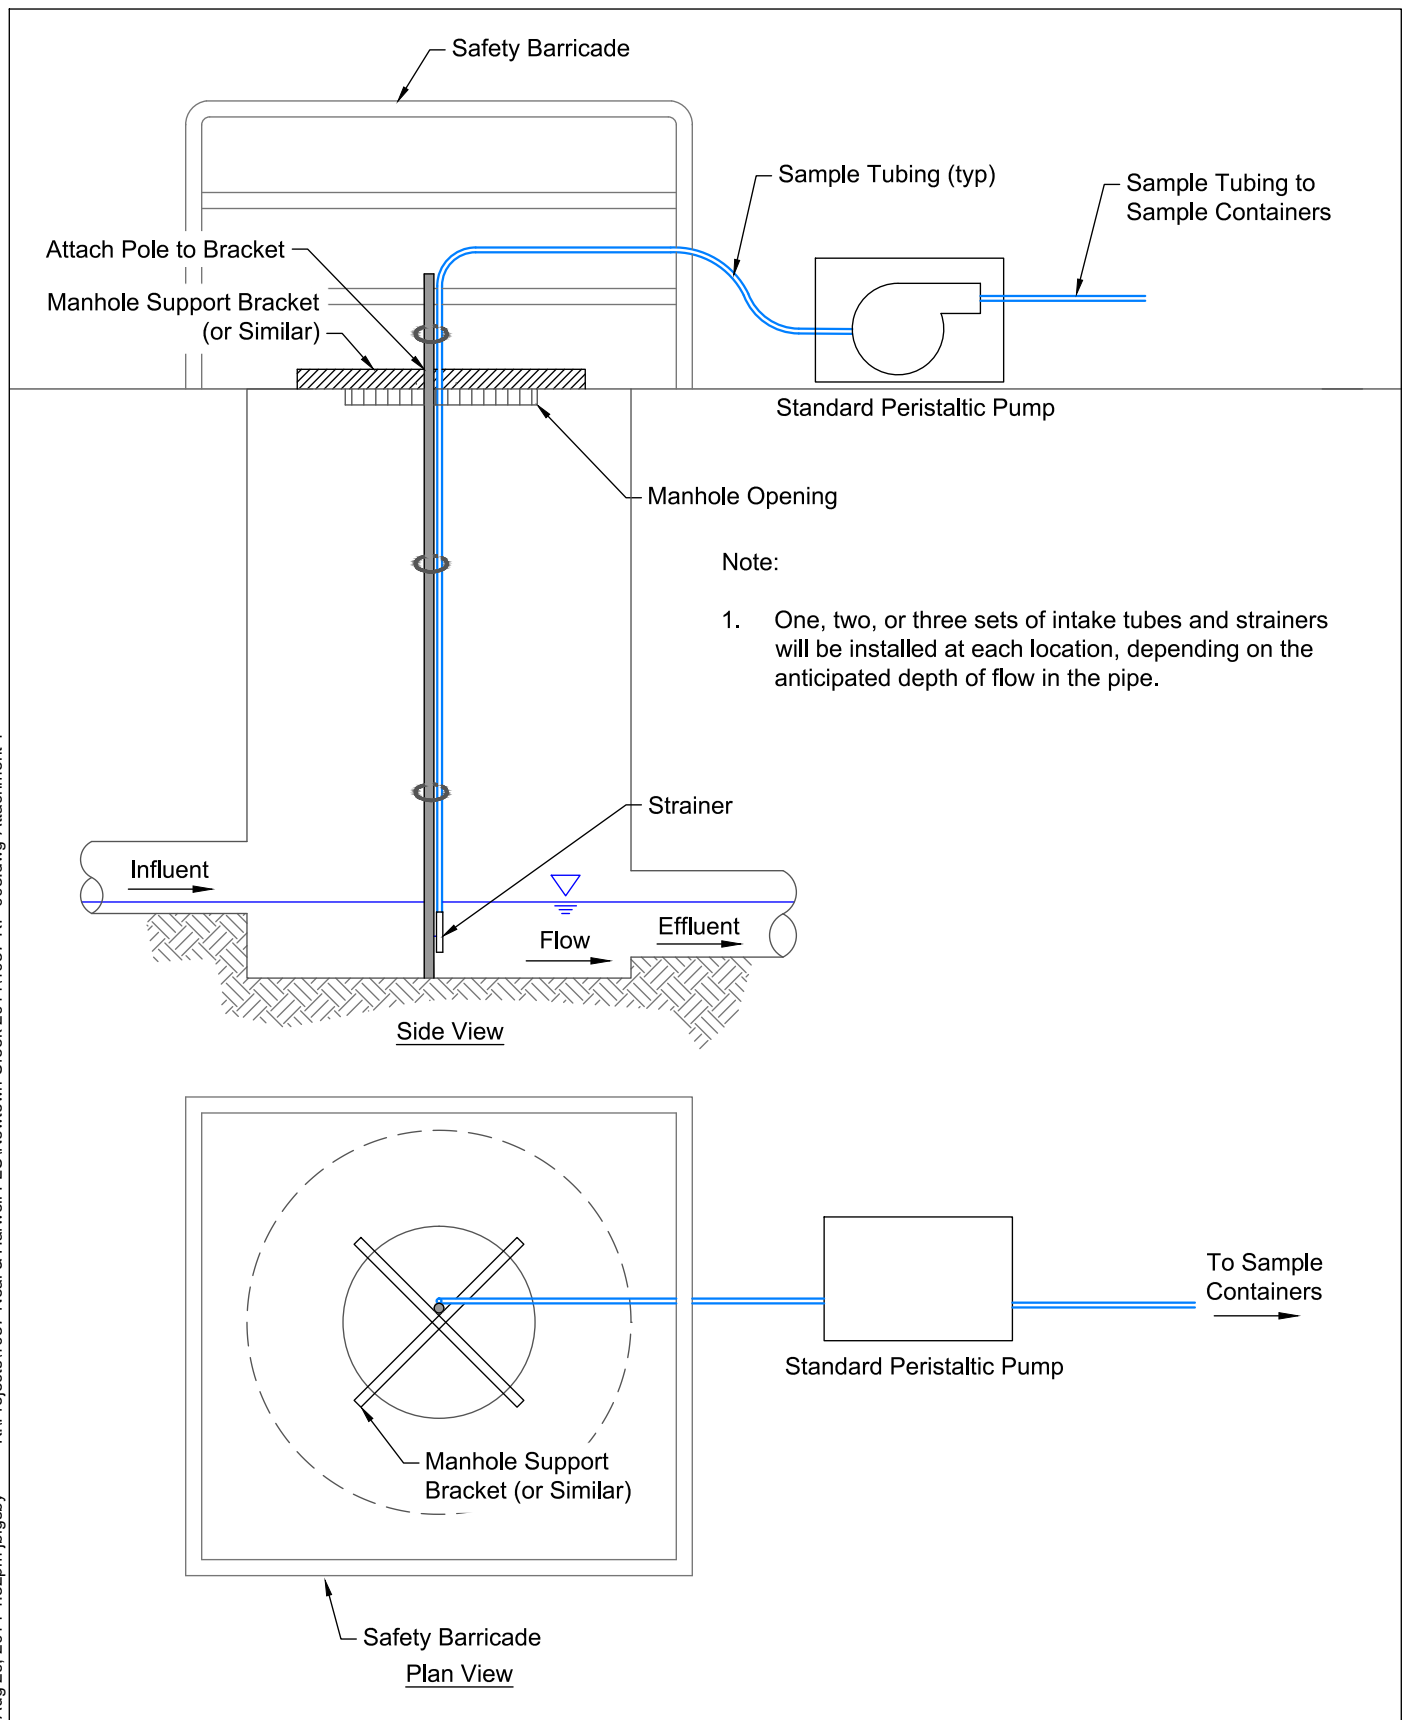 Safety Barricade
Sample Tubing (typ)
Sample Tubing to
Sample Containers
Attach Pole to Bracket
Manhole Support Bracket
(or Similar)
Standard Peristaltic Pump
Manhole Opening
Note:
1. One, two, or three sets of intake tubes and strainers
will be installed at each location, depending on the
anticipated depth of flow in the pipe.
Strainer
Influent
Effluent
Flow
Side View
To Sample
Containers
Standard Peristaltic Pump
Manhole Support
Bracket (or Similar)
Safety Barricade
Plan View